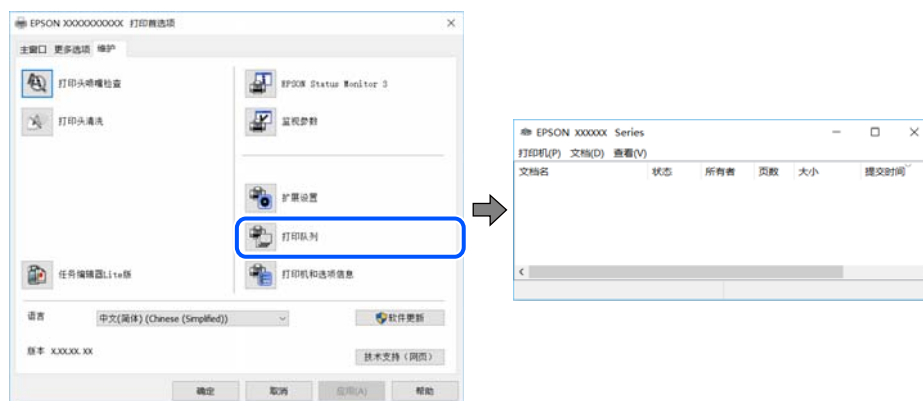 EPSON XXXXXXXXXX 打印首选项
主窗口 更多选项 维护
打印头喷嘴检查
打印头清洗
EPSON Status Monitor 3
监视参数
扩展设置
打印队列
任务编辑器Lite版
打印机和选项信息
语言 中文(简体) (Chinese (Simplified))
软件更新
版本 X.XX.XX. XX
技术支持(网页)
确定 取消 应用(A) 帮助
EPSON XXXXXX Series
打印机(P) 文档(D) 查看(V)
文档名 状态 所有者 页数 大小 提交时间